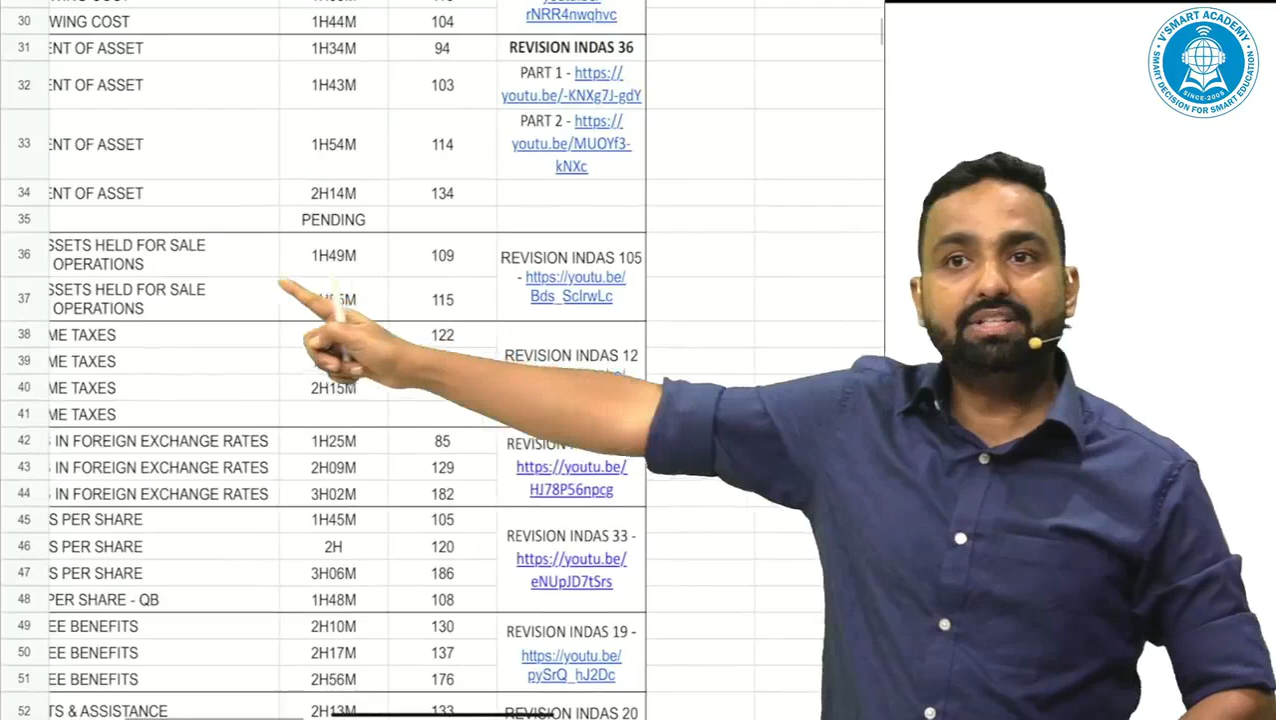 youtu.be/
30 WING COST 1H44M 104 rNRR4nwqhvc
31 ENT OF ASSET 1H34M 94 REVISION INDAS 36
32 ENT OF ASSET 1H43M 103 PART 1 - https://
youtu.be/-KNXg7J-gdY
33 ENT OF ASSET 1H54M 114 PART 2 - https://
youtu.be/MUOYf3-
kNXc
34 ENT OF ASSET 2H14M 134
35 PENDING
36 SSETS HELD FOR SALE
OPERATIONS 1H49M 109 REVISION INDAS 105
- https://youtu.be/
Bds_ScIrwLc
37 SSETS HELD FOR SALE
OPERATIONS 115
38 ME TAXES 122
39 ME TAXES REVISION INDAS 12
40 ME TAXES 2H15M
41 ME TAXES
42 S IN FOREIGN EXCHANGE RATES 1H25M 85
43 S IN FOREIGN EXCHANGE RATES 2H09M 129 https://youtu.be/
44 S IN FOREIGN EXCHANGE RATES 3H02M 182 HJ78P56npcg
45 S PER SHARE 1H45M 105 REVISION INDAS 33 -
46 S PER SHARE 2H 120 https://youtu.be/
47 S PER SHARE 3H06M 186 eNUpJD7tSrs
48 PER SHARE - QB 1H48M 108
49 EE BENEFITS 2H10M 130 REVISION INDAS 19 -
50 EE BENEFITS 2H17M 137 https://youtu.be/
51 EE BENEFITS 2H56M 176 pySrQ_hJ2Dc
52 TS & ASSISTANCE 2H13M 133 REVISION INDAS 20
V'SMART ACADEMY
SINCE-2005
SMART DECISION FOR SMART EDUCATION